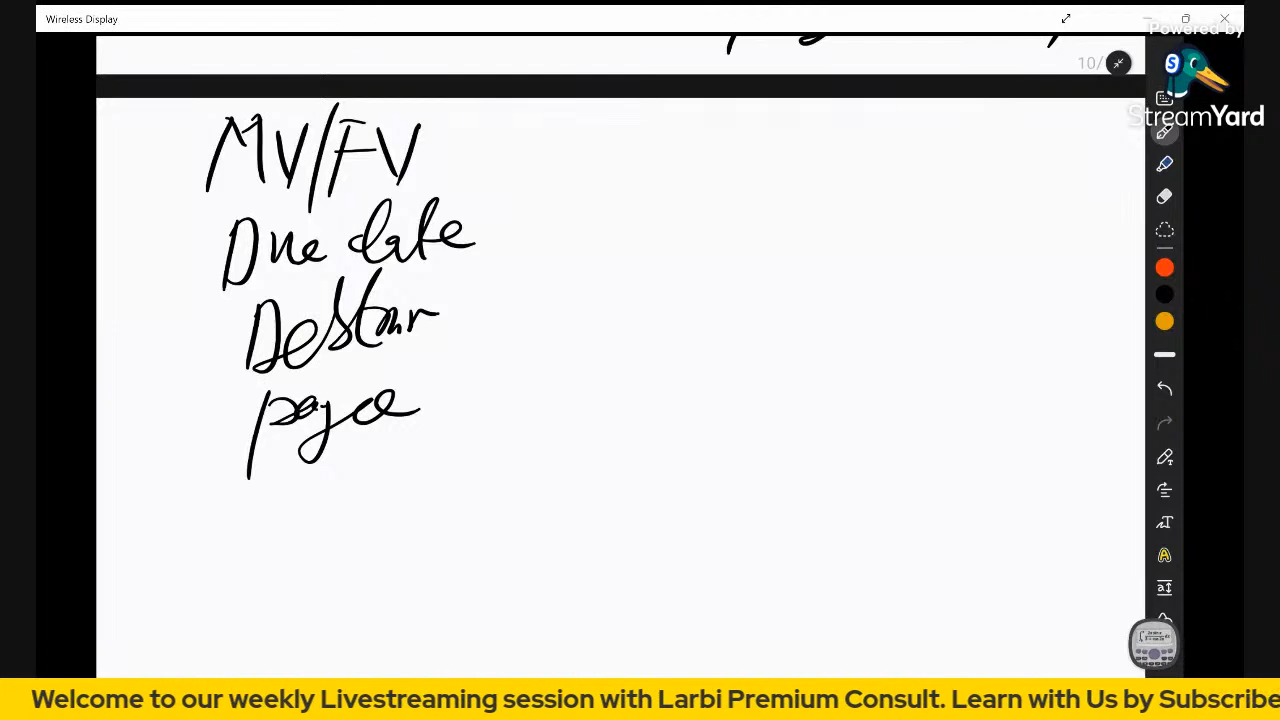 Wireless Display
Powered by
StreamYard
10/
MV/FV
Due date
payee
Welcome to our weekly Livestreaming session with Larbi Premium Consult. Learn with Us by Subscribe